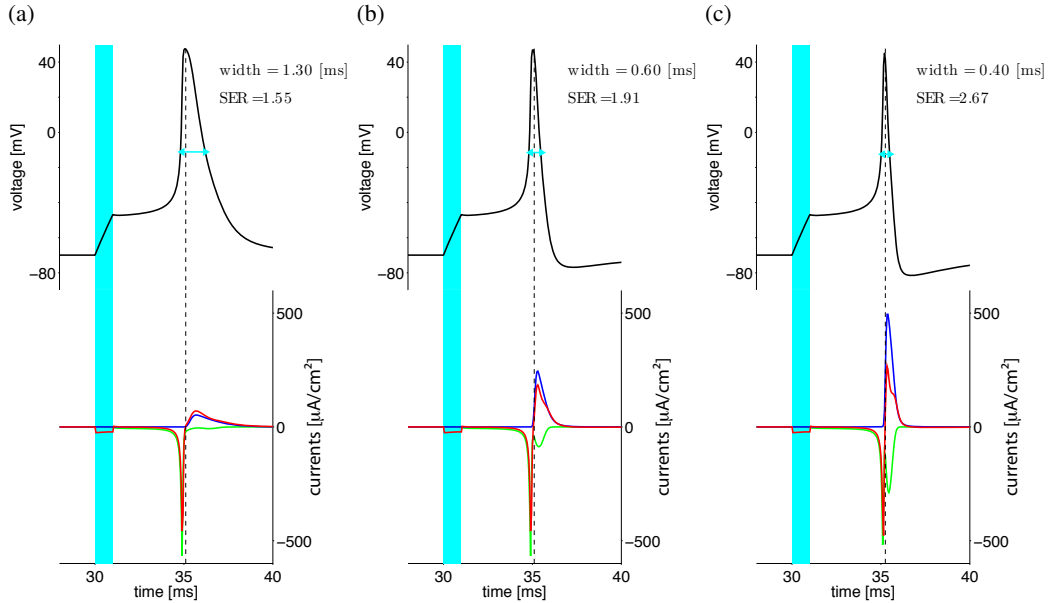 (a)
(b)
(c)
voltage [mV]
40
0
−80
width = 1.30 [ms]
SER=1.55
voltage [mV]
40
0
−80
width = 0.60 [ms]
SER=1.91
voltage [mV]
40
0
−80
width = 0.40 [ms]
SER=2.67
500
0
−500
currents [µA/cm²]
30
35
40
time [ms]
500
0
−500
currents [µA/cm²]
30
35
40
time [ms]
500
0
−500
currents [µA/cm²]
30
35
40
time [ms]